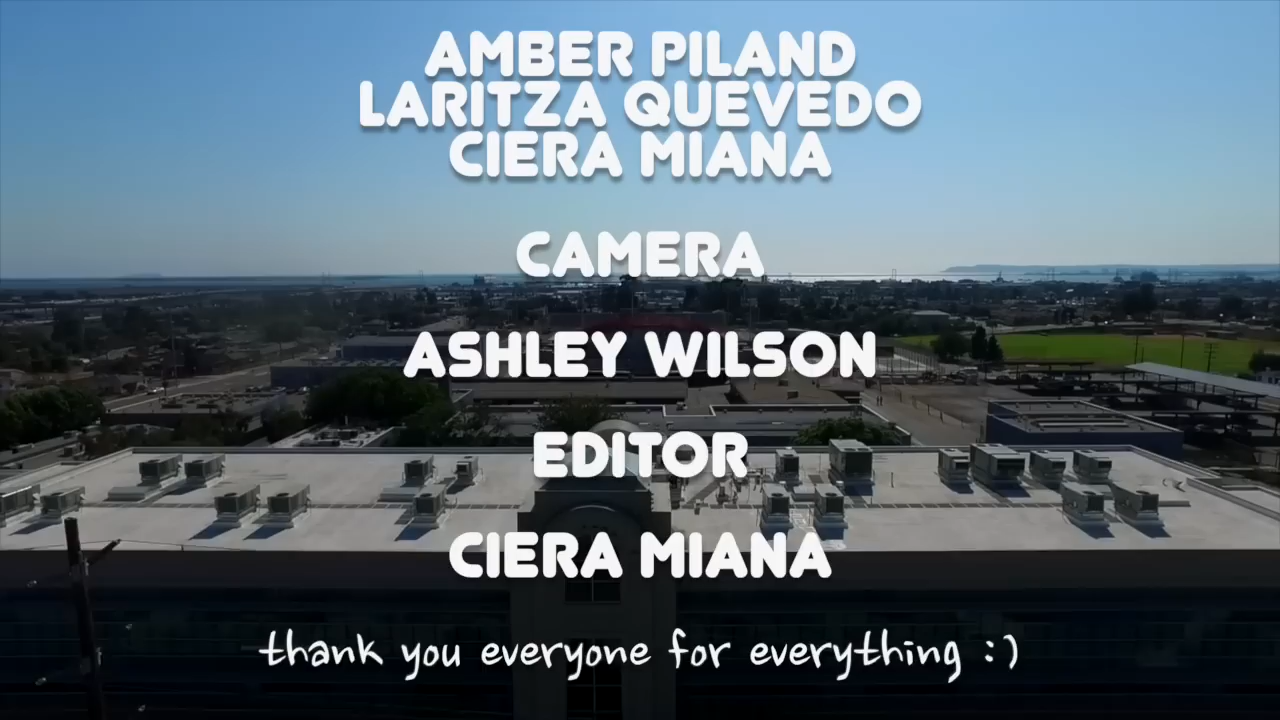 AMBER PILAND
LARITZA QUEVEDO
CIERA MIANA
CAMERA
ASHLEY WILSON
EDITOR
CIERA MIANA
thank you everyone for everything :)